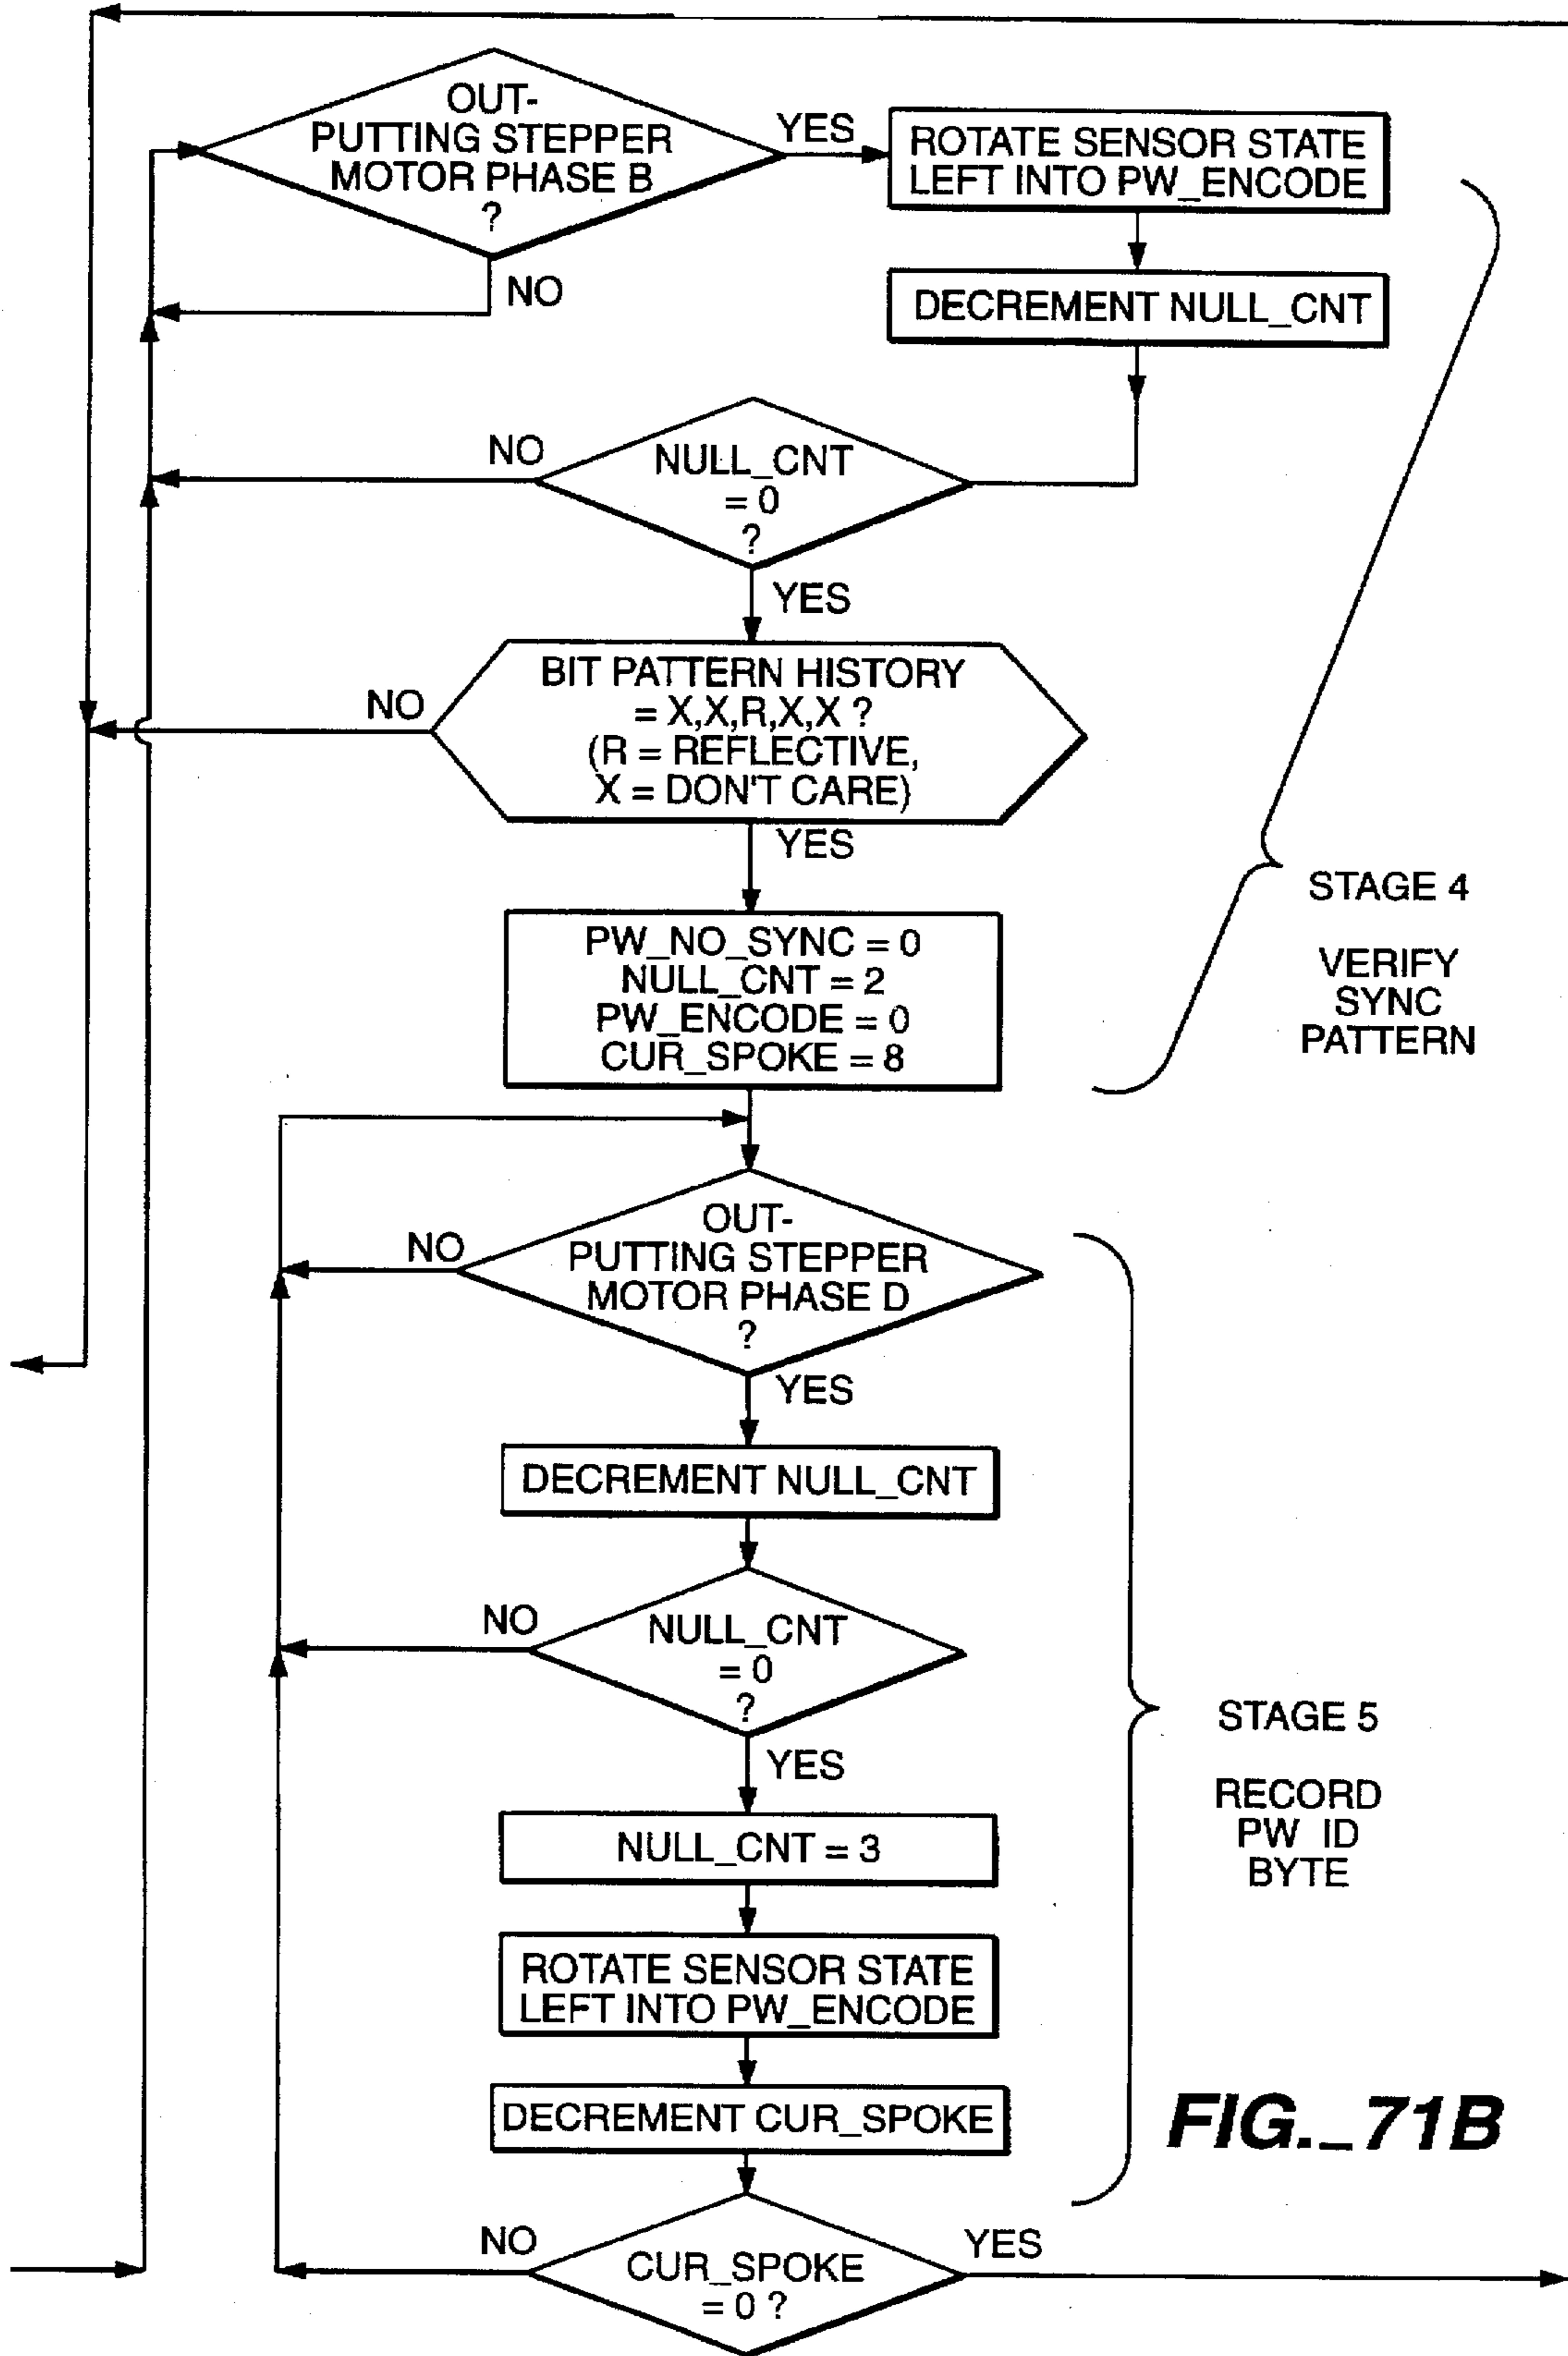 OUT-
PUTTING STEPPER
MOTOR PHASE B
?
YES
ROTATE SENSOR STATE
LEFT INTO PW_ENCODE
NO
DECREMENT NULL_CNT
NO
NULL_CNT
= 0
?
YES
BIT PATTERN HISTORY
= X,X,R,X,X ?
(R = REFLECTIVE,
X = DON'T CARE)
NO
YES
PW_NO_SYNC = 0
NULL_CNT = 2
PW_ENCODE = 0
CUR_SPOKE = 8
STAGE 4
VERIFY
SYNC
PATTERN
OUT-
PUTTING STEPPER
MOTOR PHASE D
?
NO
YES
DECREMENT NULL_CNT
NO
NULL_CNT
= 0
?
YES
NULL_CNT = 3
ROTATE SENSOR STATE
LEFT INTO PW_ENCODE
DECREMENT CUR_SPOKE
STAGE 5
RECORD
PW ID
BYTE
NO
CUR_SPOKE
= 0 ?
YES
FIG._71B